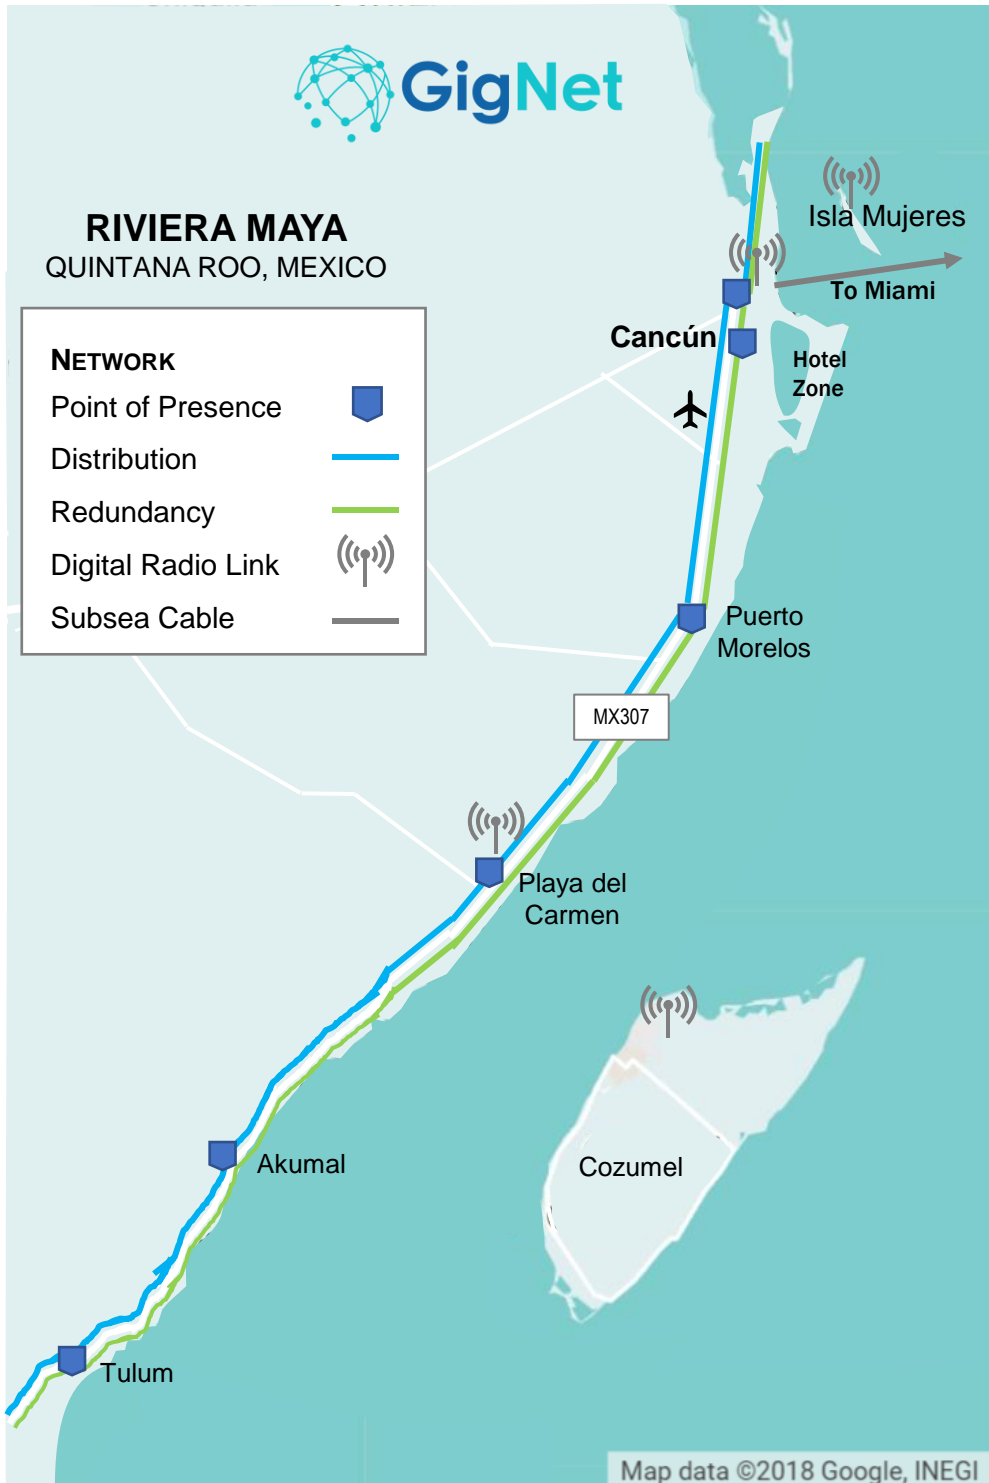 GigNet
RIVIERA MAYA
QUINTANA ROO, MEXICO
Isla Mujeres
To Miami
Cancún
Hotel
Zone
NETWORK
Point of Presence
Distribution
Redundancy
Digital Radio Link
Subsea Cable
Puerto
Morelos
MX307
Playa del
Carmen
Akumal
Cozumel
Tulum
Map data ©2018 Google, INEGI